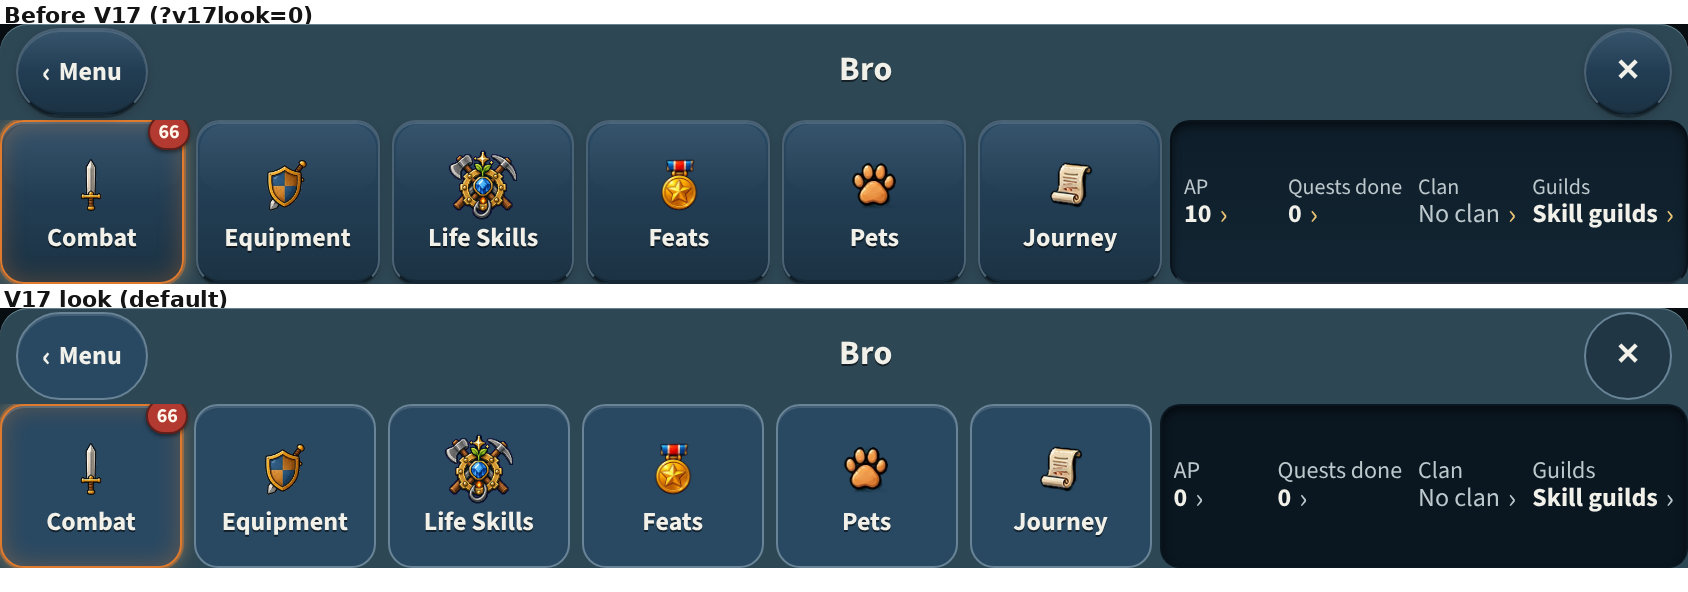 Before V17 (?v17look=0)
‹ Menu
Bro
×
66
Combat
Equipment
Life Skills
Feats
Pets
Journey
AP
10 ›
Quests done
0 ›
Clan
No clan ›
Guilds
Skill guilds ›
V17 look (default)
‹ Menu
Bro
×
66
Combat
Equipment
Life Skills
Feats
Pets
Journey
AP
0 ›
Quests done
0 ›
Clan
No clan ›
Guilds
Skill guilds ›